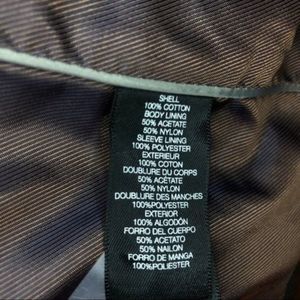 SHELL
100% COTTON
BODY LINING
50% ACETATE
50% NYLON
SLEEVE LINING
100% POLYESTER
EXTERIEUR
100% COTON
DOUBLURE DU CORPS
50% ACÉTATE
50% NYLON
DOUBLURE DES MANCHES
100%POLYESTER
EXTERIOR
100% ALGODÓN
FORRO DEL CUERPO
50% ACETATO
50% NAILON
FORRO DE MANGA
100%POLIESTER